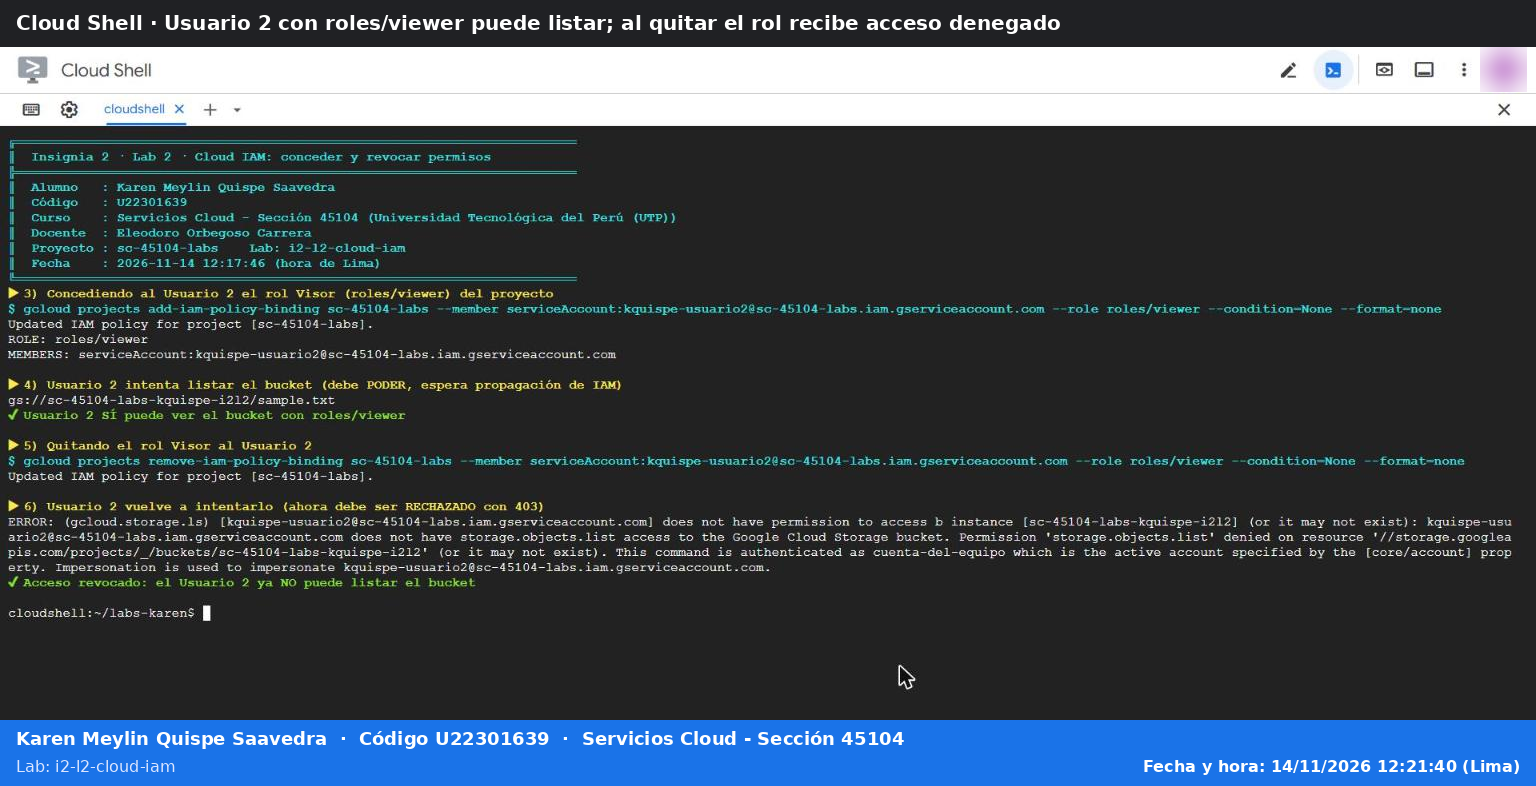 Cloud Shell · Usuario 2 con roles/viewer puede listar; al quitar el rol recibe acceso denegado
Cloud Shell
cloudshell
Insignia 2 · Lab 2 · Cloud IAM: conceder y revocar permisos
Alumno : Karen Meylin Quispe Saavedra
Código : U22301639
Curso : Servicios Cloud - Sección 45104 (Universidad Tecnológica del Perú (UTP))
Docente : Eleodoro Orbegoso Carrera
Proyecto : sc-45104-labs Lab: i2-l2-cloud-iam
Fecha : 2026-11-14 12:17:46 (hora de Lima)
▶ 3) Concediendo al Usuario 2 el rol Visor (roles/viewer) del proyecto
$ gcloud projects add-iam-policy-binding sc-45104-labs --member serviceAccount:kquispe-usuario2@sc-45104-labs.iam.gserviceaccount.com --role roles/viewer --condition=None --format=none
Updated IAM policy for project [sc-45104-labs].
ROLE: roles/viewer
MEMBERS: serviceAccount:kquispe-usuario2@sc-45104-labs.iam.gserviceaccount.com
▶ 4) Usuario 2 intenta listar el bucket (debe PODER, espera propagación de IAM)
gs://sc-45104-labs-kquispe-i2l2/sample.txt
✔ Usuario 2 SÍ puede ver el bucket con roles/viewer
▶ 5) Quitando el rol Visor al Usuario 2
$ gcloud projects remove-iam-policy-binding sc-45104-labs --member serviceAccount:kquispe-usuario2@sc-45104-labs.iam.gserviceaccount.com --role roles/viewer --condition=None --format=none
Updated IAM policy for project [sc-45104-labs].
▶ 6) Usuario 2 vuelve a intentarlo (ahora debe ser RECHAZADO con 403)
ERROR: (gcloud.storage.ls) [kquispe-usuario2@sc-45104-labs.iam.gserviceaccount.com] does not have permission to access b instance [sc-45104-labs-kquispe-i2l2] (or it may not exist): kquispe-usu
ario2@sc-45104-labs.iam.gserviceaccount.com does not have storage.objects.list access to the Google Cloud Storage bucket. Permission 'storage.objects.list' denied on resource '//storage.googlea
pis.com/projects/_/buckets/sc-45104-labs-kquispe-i2l2' (or it may not exist). This command is authenticated as cuenta-del-equipo which is the active account specified by the [core/account] prop
erty. Impersonation is used to impersonate kquispe-usuario2@sc-45104-labs.iam.gserviceaccount.com.
✔ Acceso revocado: el Usuario 2 ya NO puede listar el bucket
cloudshell:~/labs-karen$
Karen Meylin Quispe Saavedra · Código U22301639 · Servicios Cloud - Sección 45104
Lab: i2-l2-cloud-iam
Fecha y hora: 14/11/2026 12:21:40 (Lima)